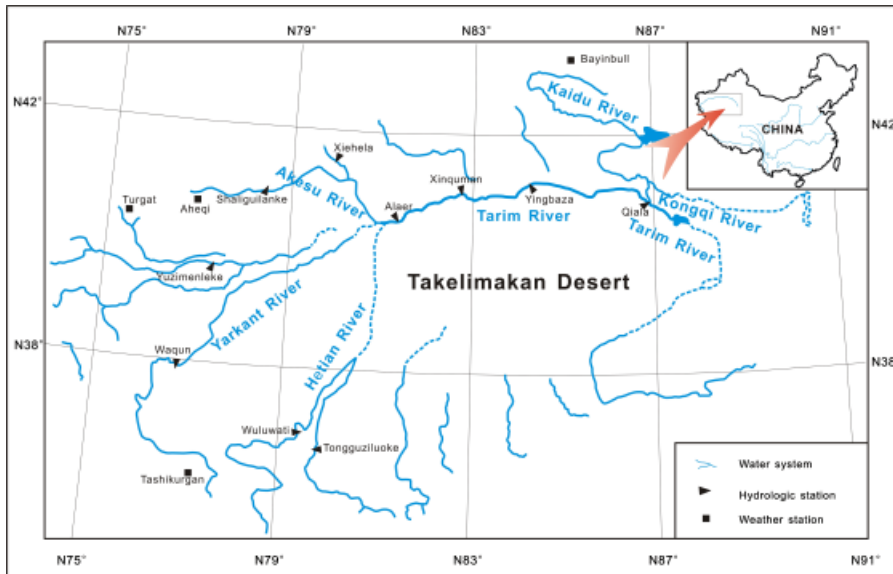 N75°
N79°
N83°
N87°
N91°
Bayinbull
N42°
N42°
Kaidu River
CHINA
Xiehela
Akesu River
Xinquman
Turgat
Aheqi
Shaliguilanke
Alaer
Yingbaza
Tarim River
Qiala
Kongqi River
Tarim River
Yuzimenleke
Takelimakan Desert
Yarkant River
Hetian River
N38°
N38°
Waqun
Wuluwati
Tongguziluoke
Tashikurgan
Water system
Hydrologic station
Weather station
N75°
N79°
N83°
N87°
N91°